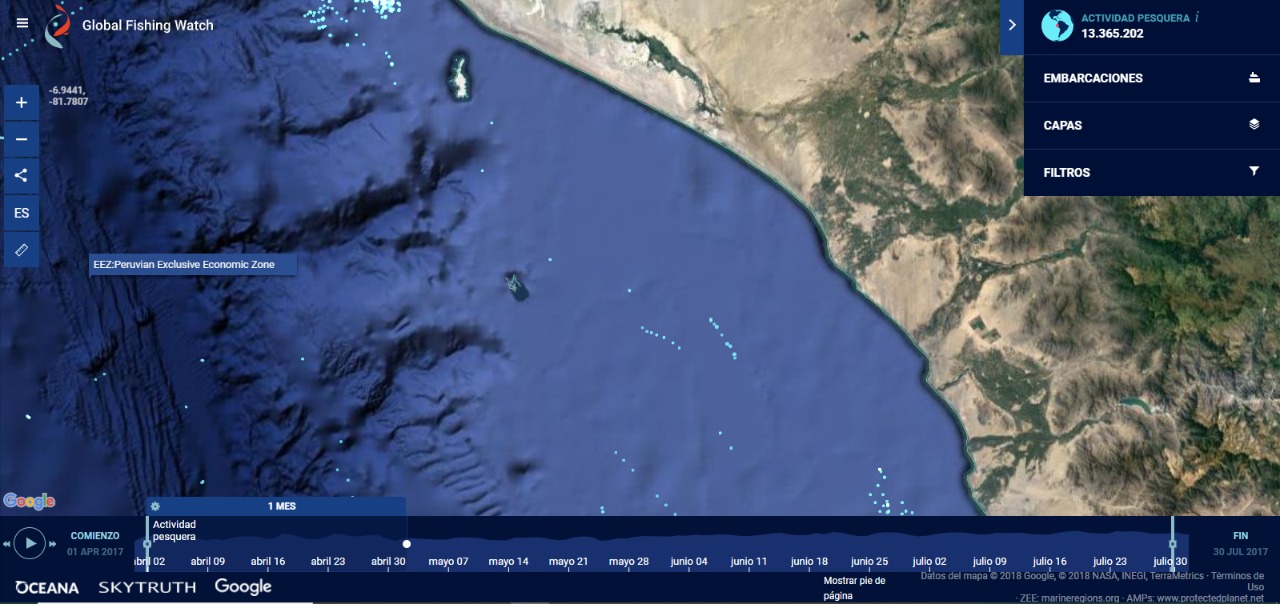 Global Fishing Watch
ACTIVIDAD PESQUERA i
13.365.202
-6.9441,
-81.7807
EMBARCACIONES
CAPAS
FILTROS
ES
EEZ:Peruvian Exclusive Economic Zone
Google
1 MES
Actividad
pesquera
COMIENZO
01 APR 2017
abril 02 abril 09 abril 16 abril 23 abril 30 mayo 07 mayo 14 mayo 21 mayo 28 junio 04 junio 11 junio 18 junio 25 julio 02 julio 09 julio 16 julio 23 julio 30
FIN
30 JUL 2017
OCEANA SKYTRUTH Google
Mostrar pie de
página
Datos del mapa © 2018 Google, © 2018 NASA, INEGI, TerraMetrics · Términos de
Uso
· ZEE: marineregions.org · AMPs: www.protectedplanet.net